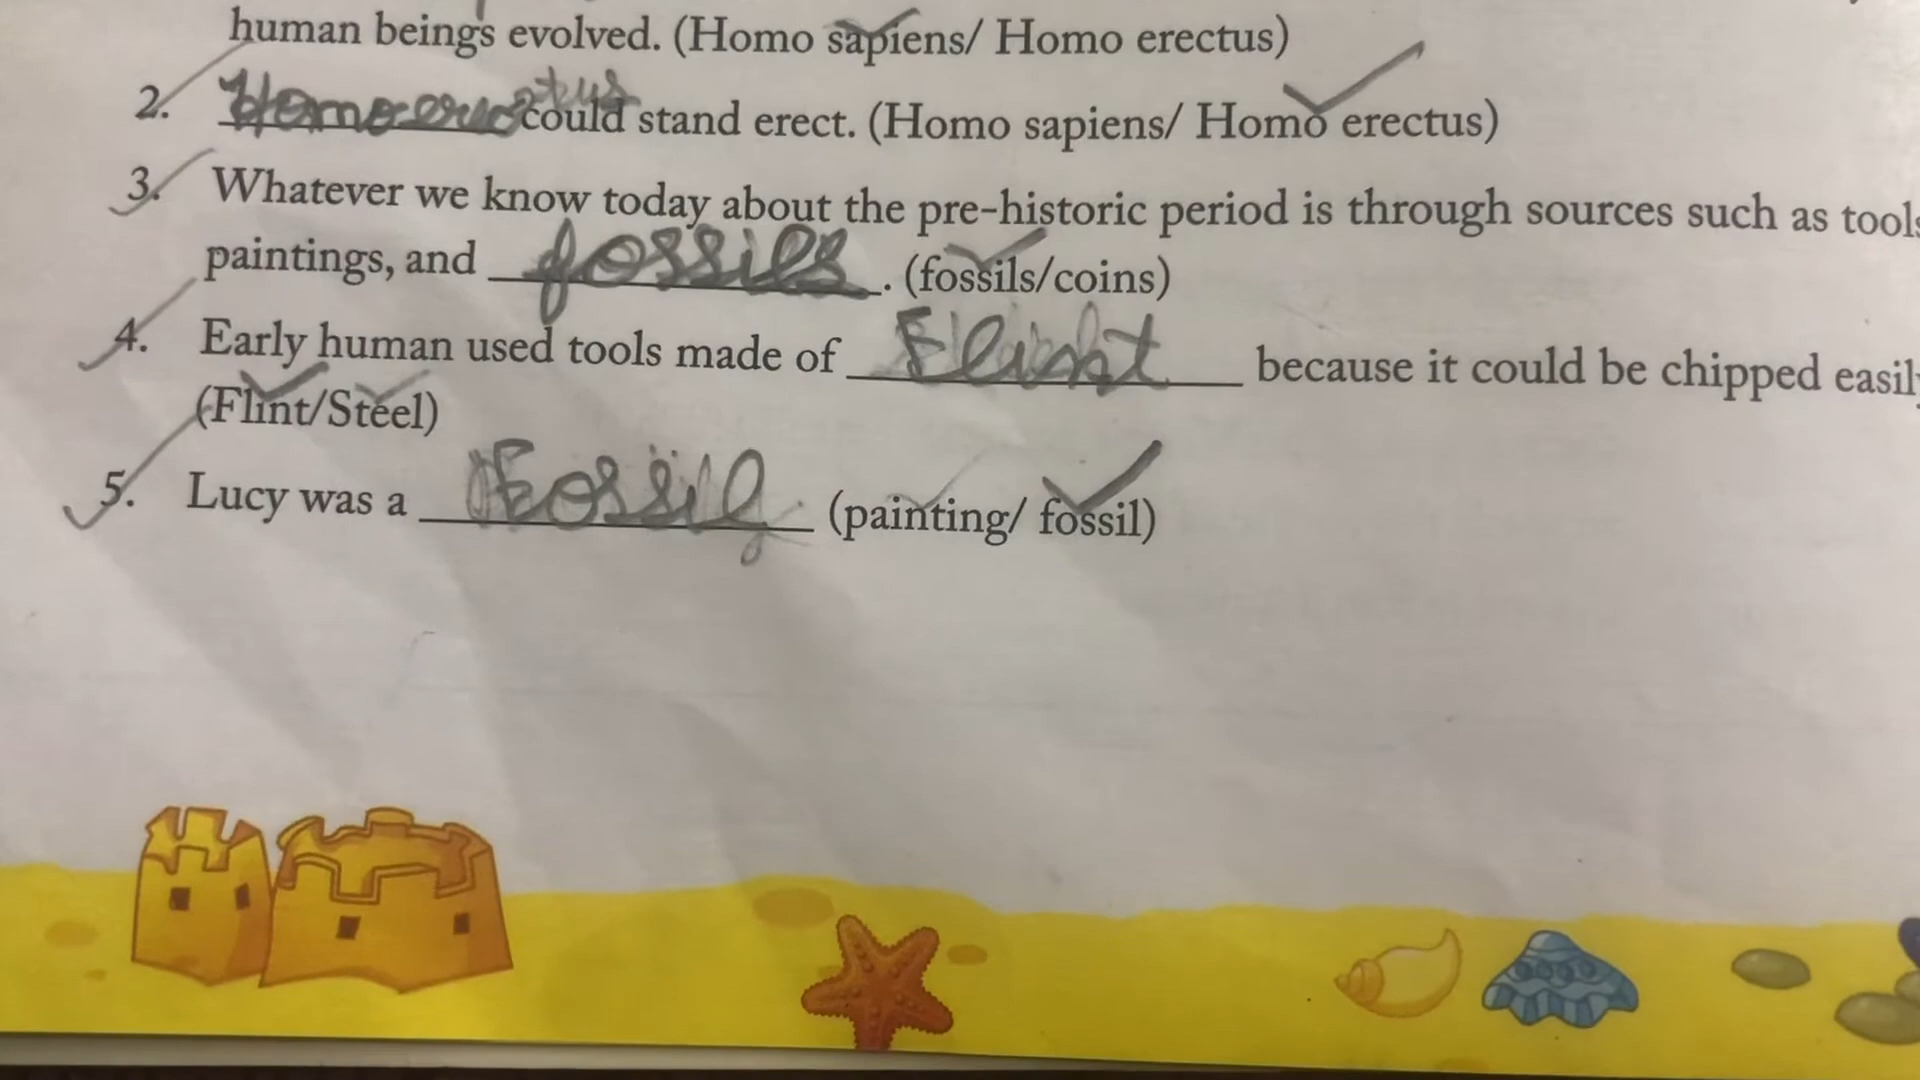 human beings evolved. (Homo sapiens/ Homo erectus)
2. Homo erectus could stand erect. (Homo sapiens/ Homo erectus)
3. Whatever we know today about the pre-historic period is through sources such as tools
paintings, and fossils. (fossils/coins)
4. Early human used tools made of Flint because it could be chipped easily
(Flint/Steel)
5. Lucy was a Fossil (painting/ fossil)